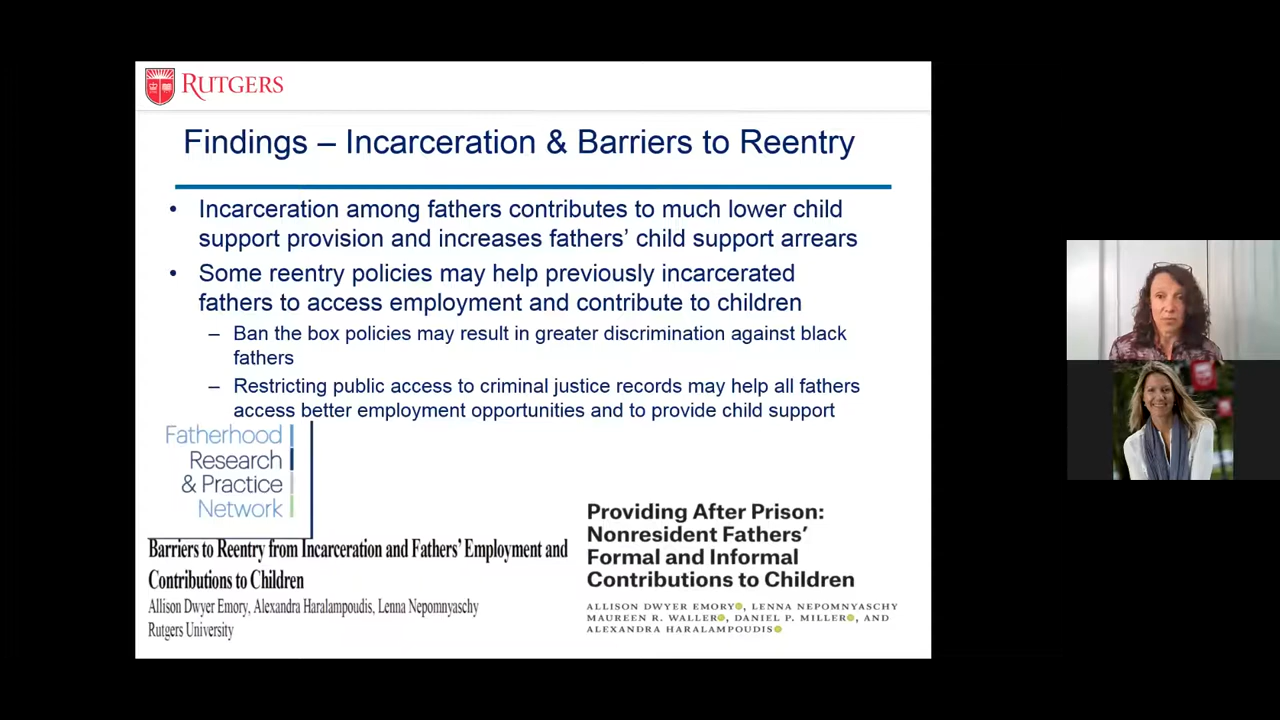 RUTGERS
Findings – Incarceration & Barriers to Reentry
• Incarceration among fathers contributes to much lower child
support provision and increases fathers’ child support arrears
• Some reentry policies may help previously incarcerated
fathers to access employment and contribute to children
– Ban the box policies may result in greater discrimination against black
fathers
– Restricting public access to criminal justice records may help all fathers
access better employment opportunities and to provide child support
Fatherhood
Research
& Practice
Network
Barriers to Reentry from Incarceration and Fathers’ Employment and
Contributions to Children
Allison Dwyer Emory, Alexandra Haralampoudis, Lenna Nepomnyaschy
Rutgers University
Providing After Prison:
Nonresident Fathers’
Formal and Informal
Contributions to Children
ALLISON DWYER EMORY, LENNA NEPOMNYASCHY
MAUREEN R. WALLER, DANIEL P. MILLER, AND
ALEXANDRA HARALAMPOUDIS